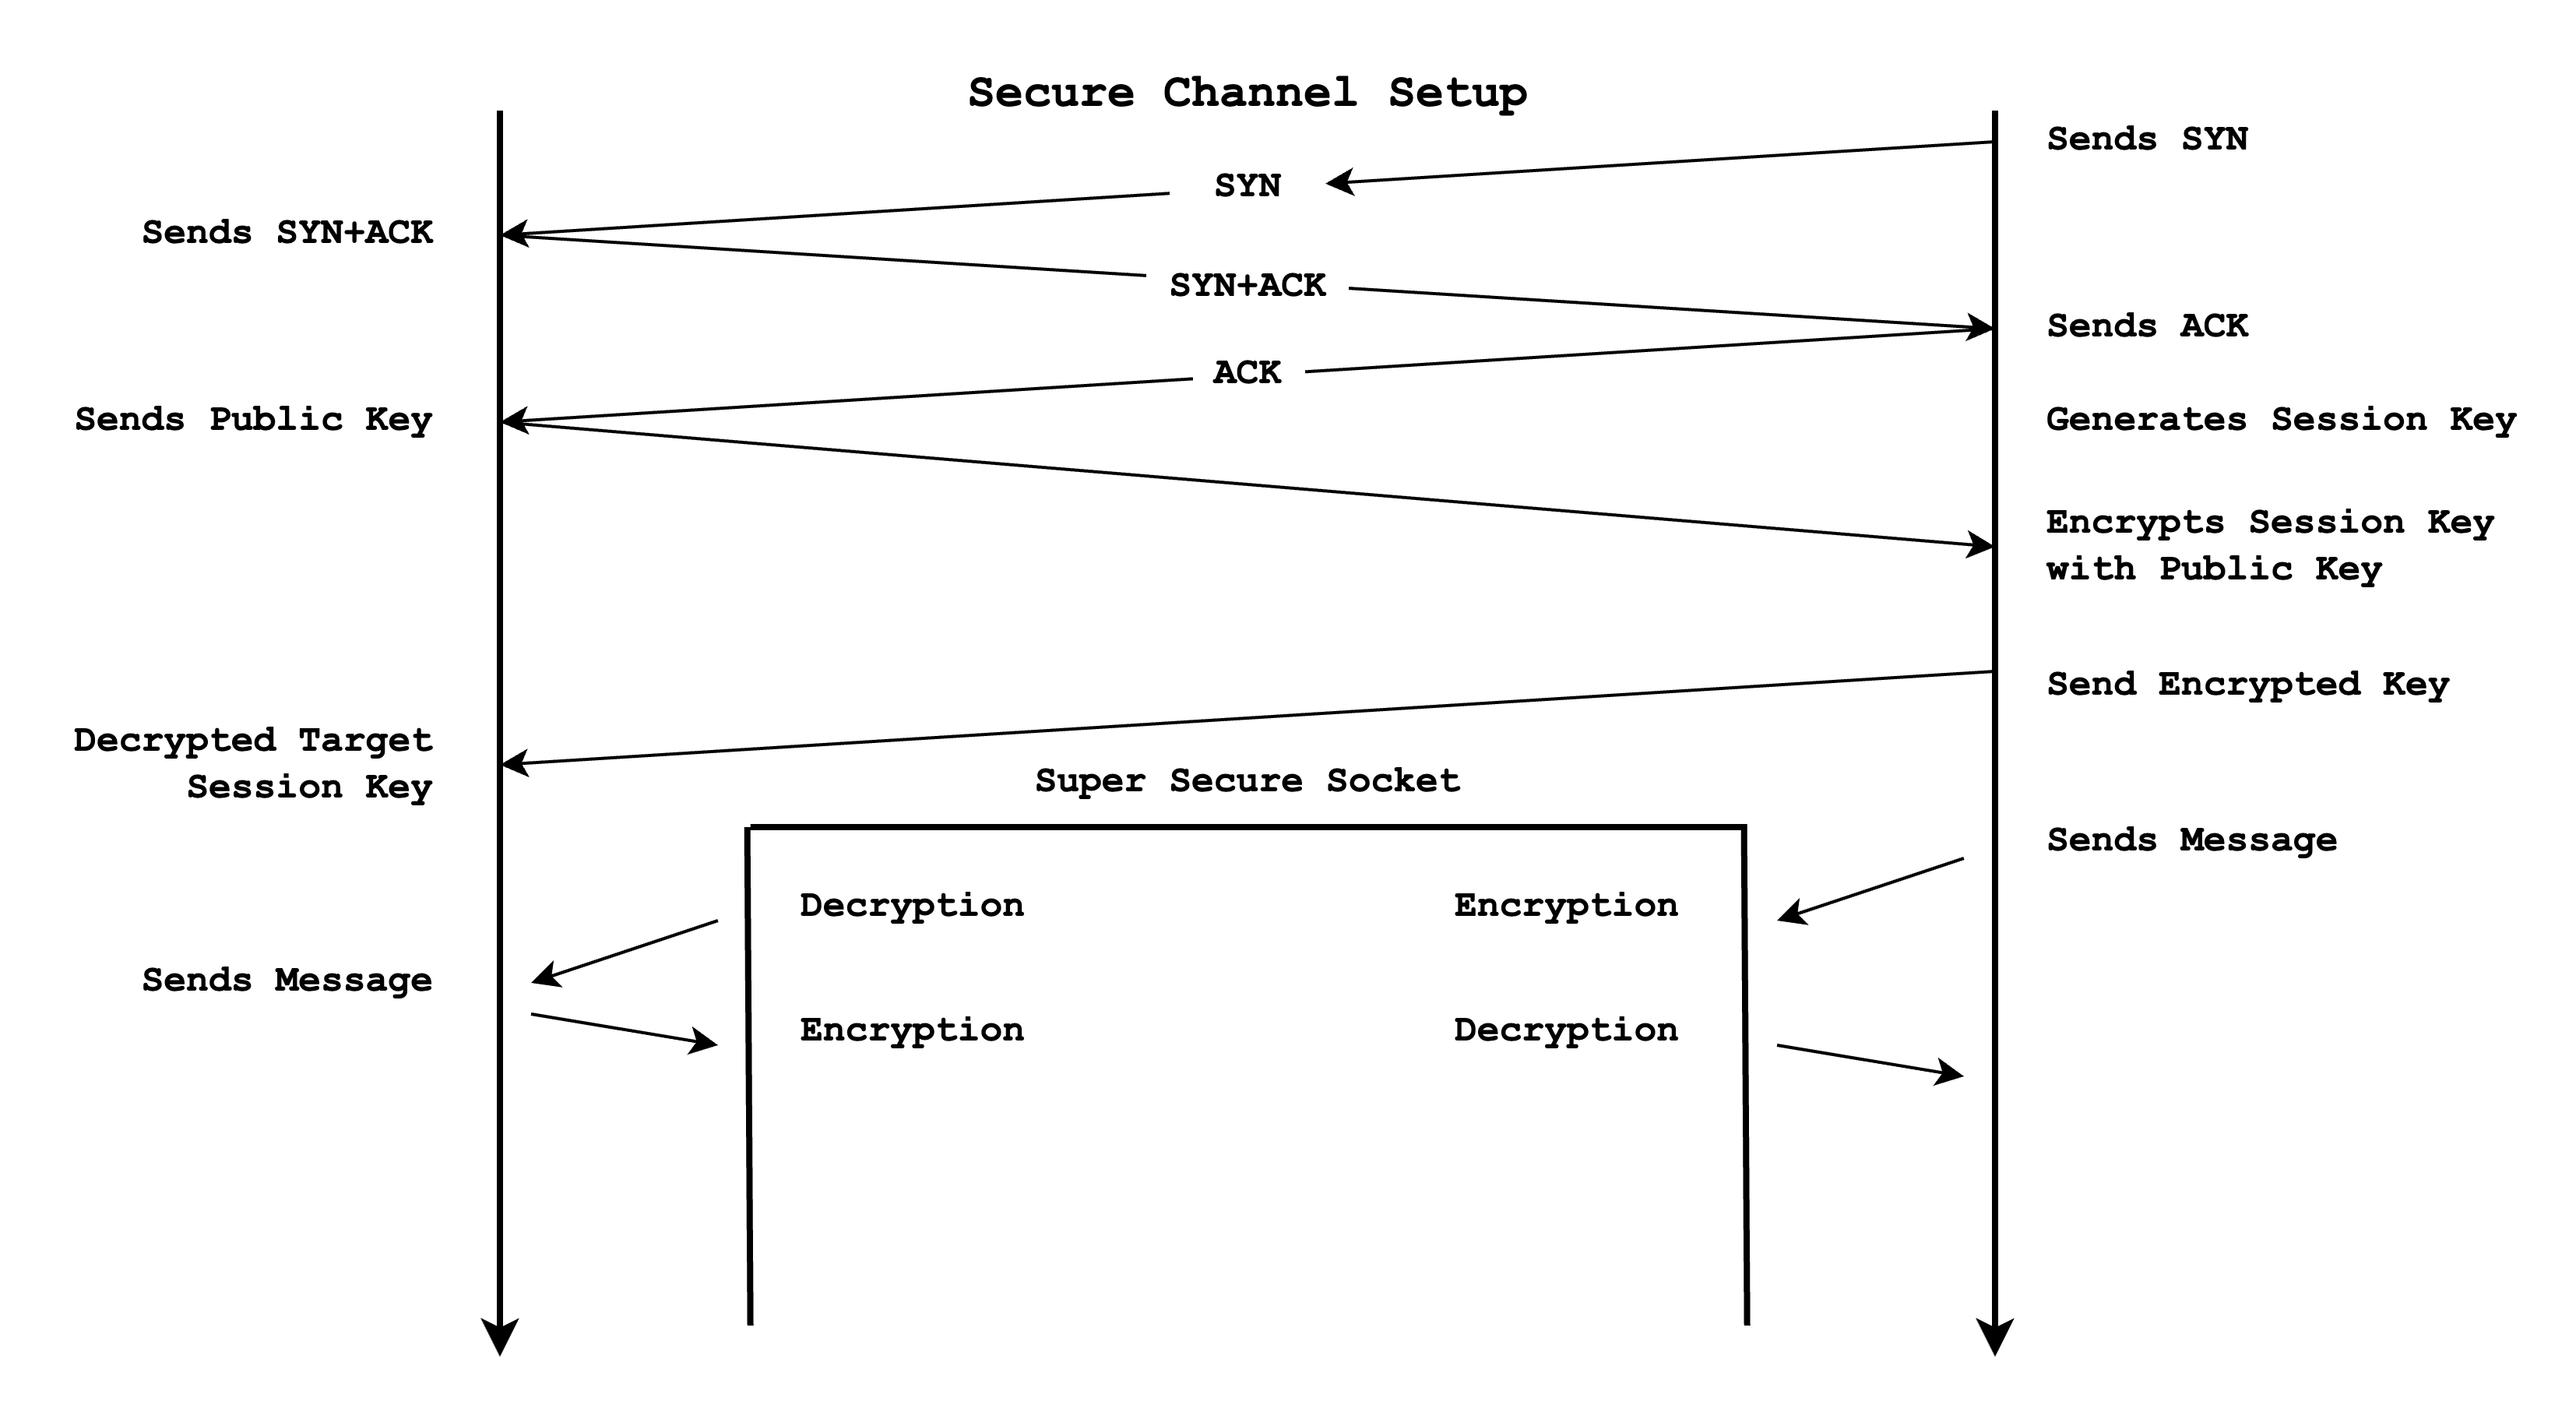 Secure Channel Setup
Sends SYN
SYN
Sends SYN+ACK
SYN+ACK
Sends ACK
ACK
Sends Public Key
Generates Session Key
Encrypts Session Key
with Public Key
Send Encrypted Key
Decrypted Target
Session Key
Super Secure Socket
Sends Message
Decryption
Encryption
Sends Message
Encryption
Decryption